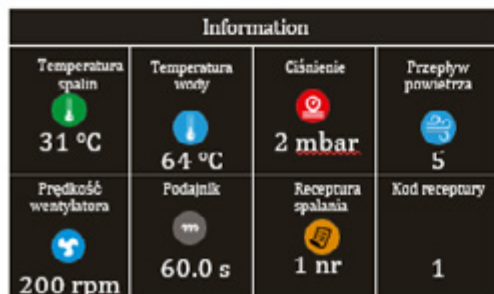 Information
Temperatura
spalin
31 °C
Temperatura
wody
64 °C
Ciśnienie
2 mbar
Przepływ
powietrza
5
Prędkość
wentylatora
200 rpm
Podajnik
60.0 s
Receptura
spalania
1 nr
Kod receptury
1